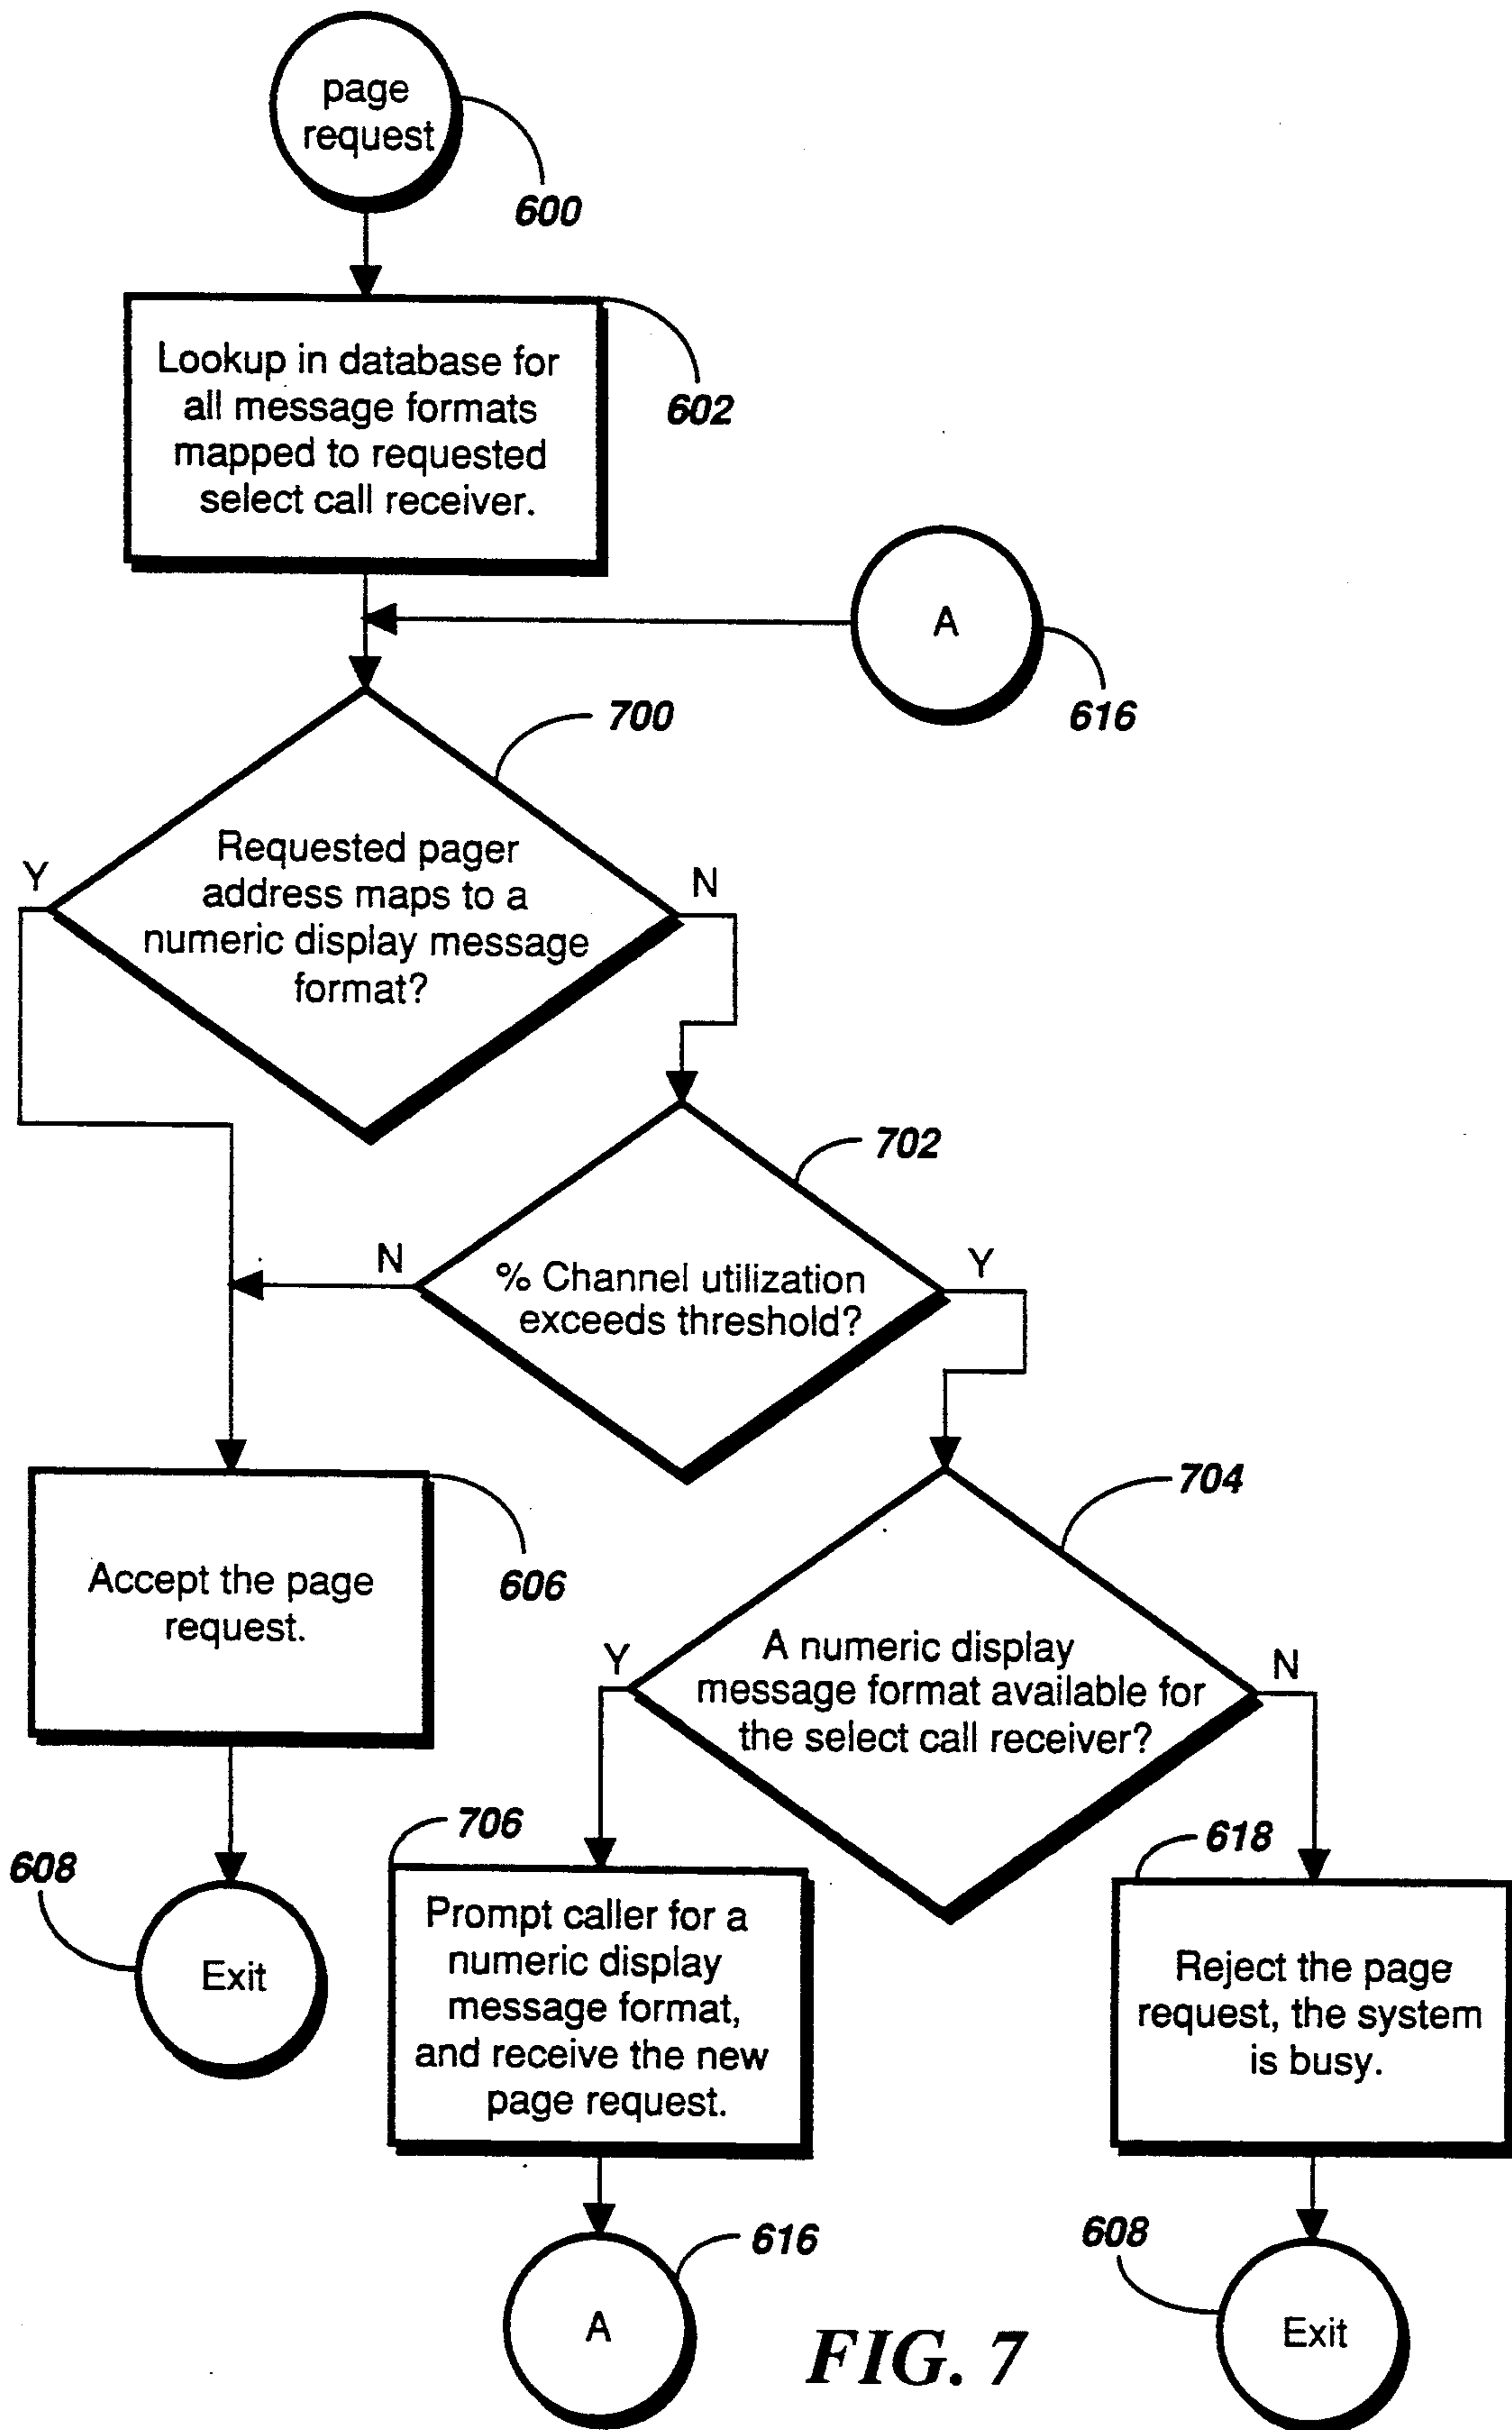 page
request
600
Lookup in database for
all message formats
mapped to requested
select call receiver.
602
A
616
700
Requested pager
address maps to a
numeric display message
format?
Y
N
702
% Channel utilization
exceeds threshold?
N
Y
704
Accept the page
request.
606
A numeric display
message format available for
the select call receiver?
Y
N
608
Exit
706
Prompt caller for a
numeric display
message format,
and receive the new
page request.
618
Reject the page
request, the system
is busy.
616
A
608
Exit
FIG. 7